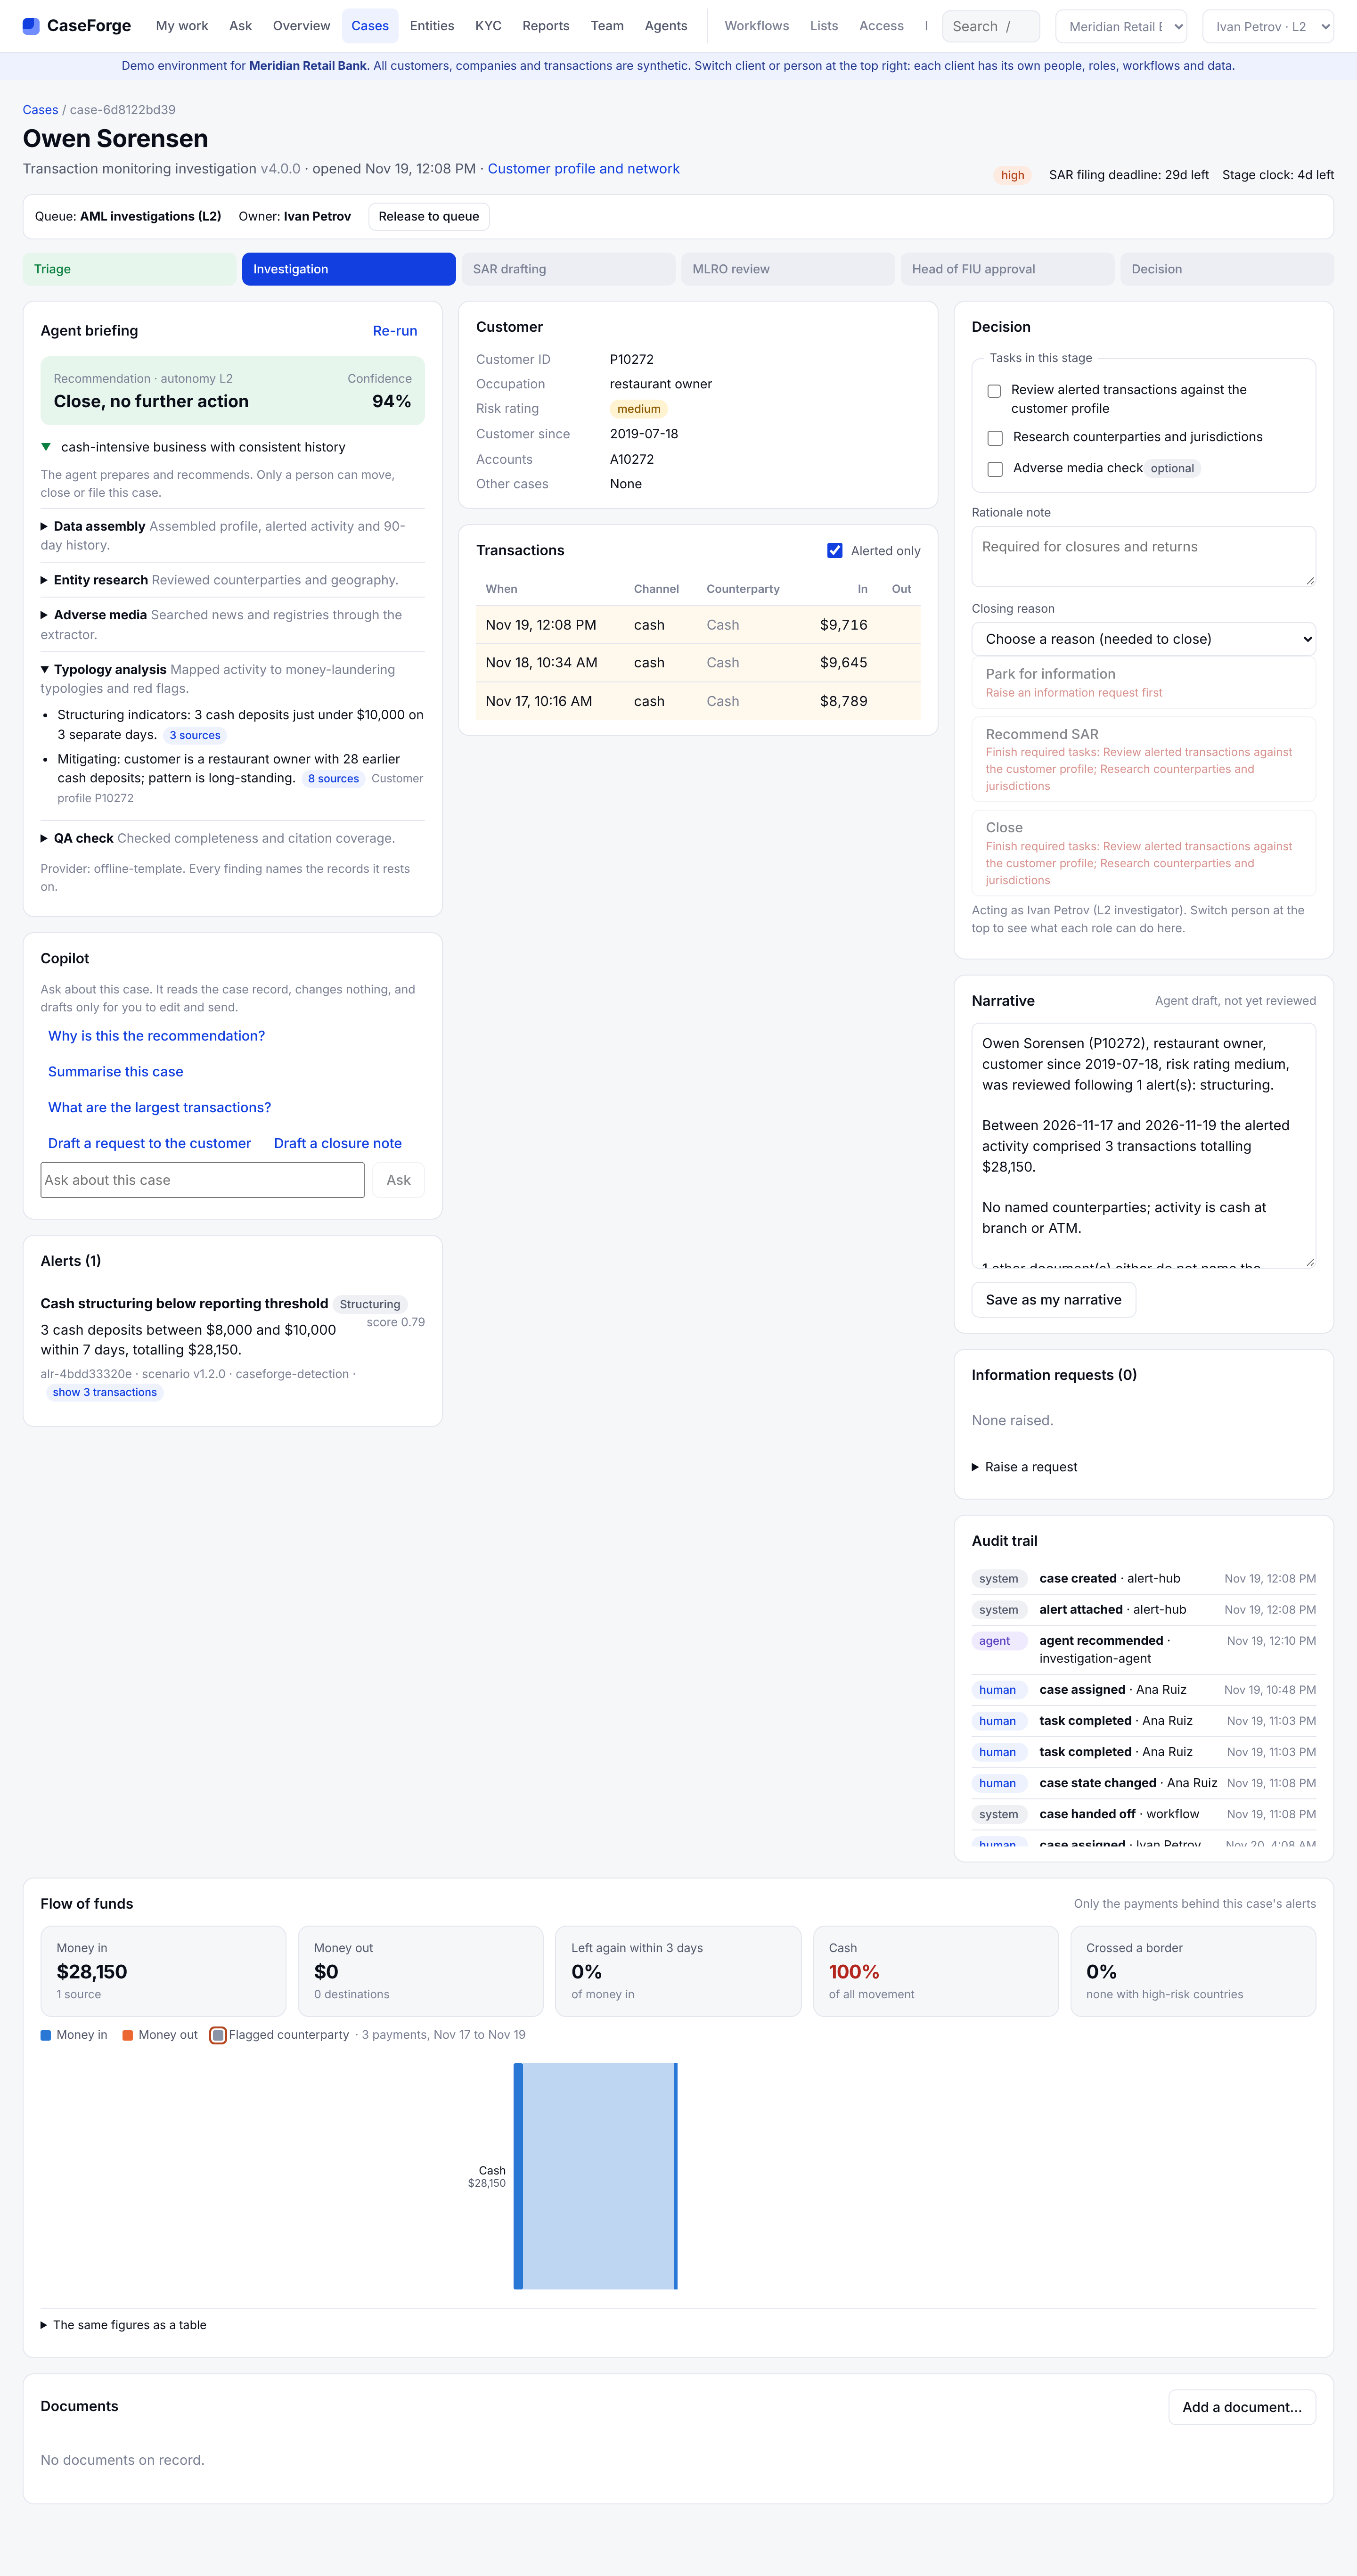 CaseForge My work Ask Overview Cases Entities KYC Reports Team Agents Workflows Lists Access Search / Meridian Retail Ivan Petrov · L2
Demo environment for Meridian Retail Bank. All customers, companies and transactions are synthetic. Switch client or person at the top right: each client has its own people, roles, workflows and data.
Cases / case-6d8122bd39
Owen Sorensen
Transaction monitoring investigation v4.0.0 · opened Nov 19, 12:08 PM · Customer profile and network
high SAR filing deadline: 29d left Stage clock: 4d left
Queue: AML investigations (L2) Owner: Ivan Petrov Release to queue
Triage Investigation SAR drafting MLRO review Head of FIU approval Decision
Agent briefing Re-run
Recommendation · autonomy L2 Confidence
Close, no further action 94%
▼ cash-intensive business with consistent history
The agent prepares and recommends. Only a person can move,
close or file this case.
▶ Data assembly Assembled profile, alerted activity and 90-
day history.
▶ Entity research Reviewed counterparties and geography.
▶ Adverse media Searched news and registries through the
extractor.
▼ Typology analysis Mapped activity to money-laundering
typologies and red flags.
• Structuring indicators: 3 cash deposits just under $10,000 on
3 separate days. 3 sources
• Mitigating: customer is a restaurant owner with 28 earlier
cash deposits; pattern is long-standing. 8 sources Customer
profile P10272
▶ QA check Checked completeness and citation coverage.
Provider: offline-template. Every finding names the records it rests
on.
Copilot
Ask about this case. It reads the case record, changes nothing, and
drafts only for you to edit and send.
Why is this the recommendation?
Summarise this case
What are the largest transactions?
Draft a request to the customer Draft a closure note
Ask about this case Ask
Alerts (1)
Cash structuring below reporting threshold Structuring
score 0.79
3 cash deposits between $8,000 and $10,000
within 7 days, totalling $28,150.
alr-4bdd33320e · scenario v1.2.0 · caseforge-detection ·
show 3 transactions
Customer
Customer ID P10272
Occupation restaurant owner
Risk rating medium
Customer since 2019-07-18
Accounts A10272
Other cases None
Transactions Alerted only
When Channel Counterparty In Out
Nov 19, 12:08 PM cash Cash $9,716
Nov 18, 10:34 AM cash Cash $9,645
Nov 17, 10:16 AM cash Cash $8,789
Decision
Tasks in this stage
Review alerted transactions against the
customer profile
Research counterparties and jurisdictions
Adverse media check optional
Rationale note
Required for closures and returns
Closing reason
Choose a reason (needed to close)
Park for information
Raise an information request first
Recommend SAR
Finish required tasks: Review alerted transactions against
the customer profile; Research counterparties and
jurisdictions
Close
Finish required tasks: Review alerted transactions against
the customer profile; Research counterparties and
jurisdictions
Acting as Ivan Petrov (L2 investigator). Switch person at the
top to see what each role can do here.
Narrative Agent draft, not yet reviewed
Owen Sorensen (P10272), restaurant owner,
customer since 2019-07-18, risk rating medium,
was reviewed following 1 alert(s): structuring.
Between 2026-11-17 and 2026-11-19 the alerted
activity comprised 3 transactions totalling
$28,150.
No named counterparties; activity is cash at
branch or ATM.
1 other document(s) either do not name the
Save as my narrative
Information requests (0)
None raised.
▶ Raise a request
Audit trail
system case created · alert-hub Nov 19, 12:08 PM
system alert attached · alert-hub Nov 19, 12:08 PM
agent agent recommended · Nov 19, 12:10 PM
investigation-agent
human case assigned · Ana Ruiz Nov 19, 10:48 PM
human task completed · Ana Ruiz Nov 19, 11:03 PM
human task completed · Ana Ruiz Nov 19, 11:03 PM
human case state changed · Ana Ruiz Nov 19, 11:08 PM
system case handed off · workflow Nov 19, 11:08 PM
human case assigned · Ivan Petrov Nov 20, 4:08 AM
Flow of funds Only the payments behind this case's alerts
Money in Money out Left again within 3 days Cash Crossed a border
$28,150 $0 0% 100% 0%
1 source 0 destinations of money in of all movement none with high-risk countries
Money in Money out Flagged counterparty · 3 payments, Nov 17 to Nov 19
Cash
$28,150
▶ The same figures as a table
Documents Add a document...
No documents on record.